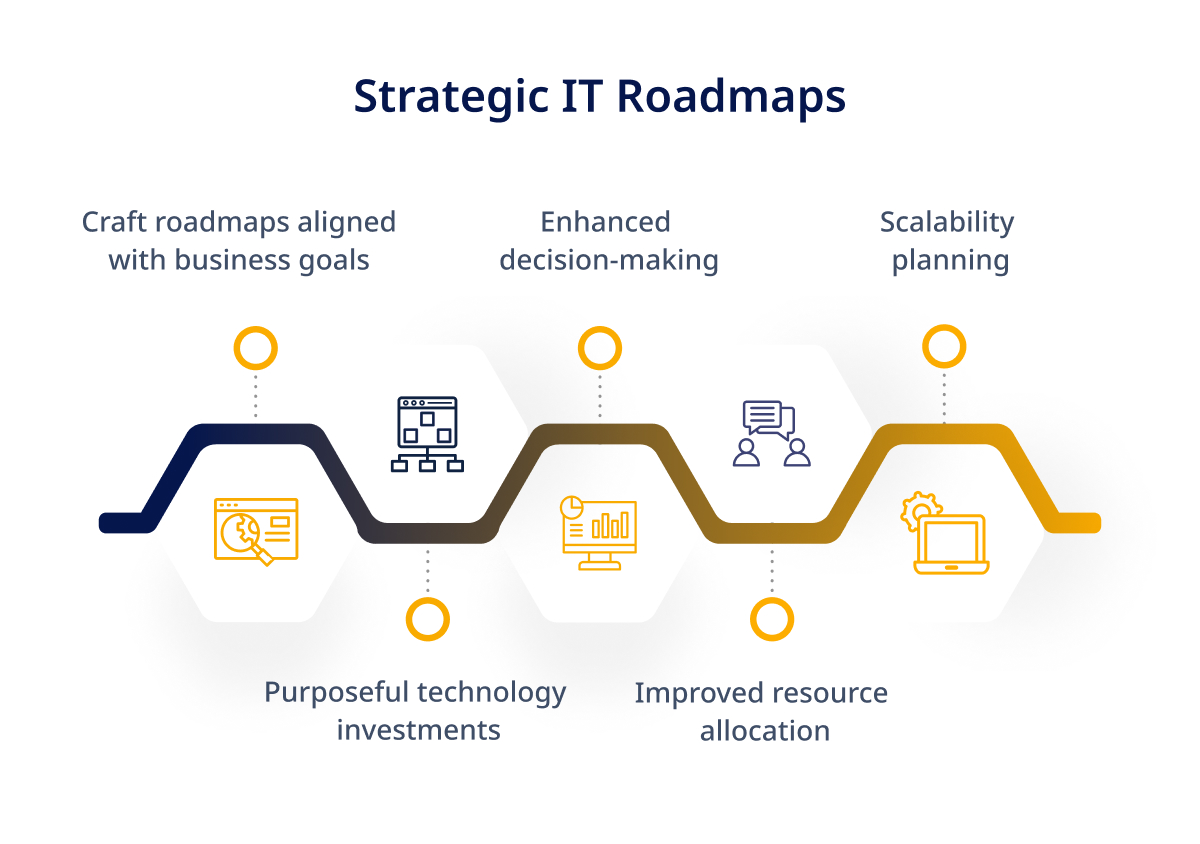 Strategic IT Roadmaps
Craft roadmaps aligned
with business goals
Enhanced
decision-making
Scalability
planning
Purposeful technology
investments
Improved resource
allocation